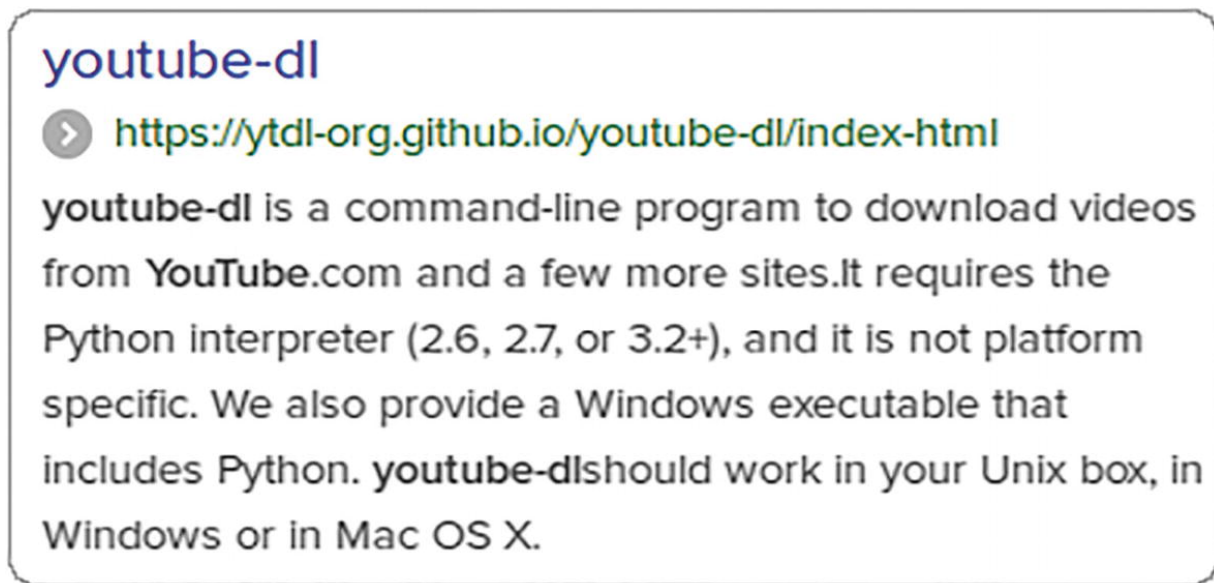 youtube-dl
https://ytdl-org.github.io/youtube-dl/index-html
youtube-dl is a command-line program to download videos
from YouTube.com and a few more sites.It requires the
Python interpreter (2.6, 2.7, or 3.2+), and it is not platform
specific. We also provide a Windows executable that
includes Python. youtube-dlshould work in your Unix box, in
Windows or in Mac OS X.